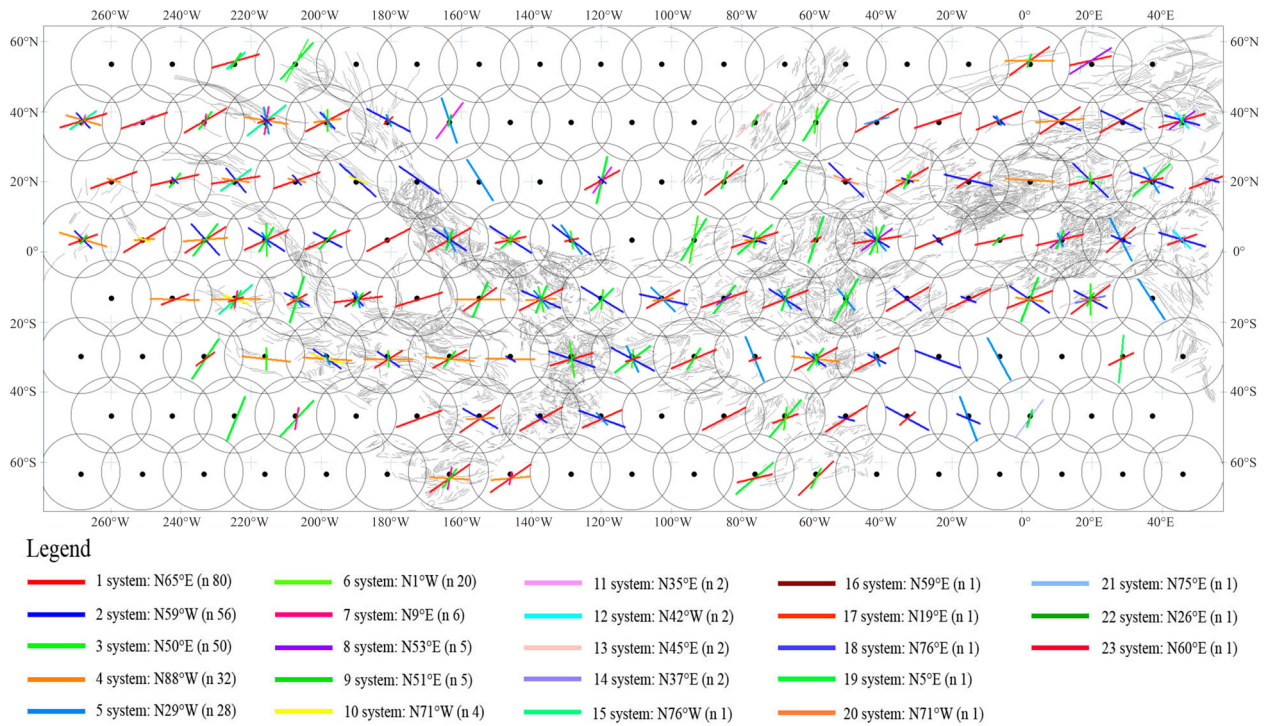 60°N 60°N
40°N 40°N
20°N 20°N
0° 0°
20°S 20°S
40°S 40°S
60°S 60°S
260°W 240°W 220°W 200°W 180°W 160°W 140°W 120°W 100°W 80°W 60°W 40°W 20°W 0° 20°E 40°E
260°W 240°W 220°W 200°W 180°W 160°W 140°W 120°W 100°W 80°W 60°W 40°W 20°W 0° 20°E 40°E
Legend
1 system: N65°E (n 80)
2 system: N59°W (n 56)
3 system: N50°E (n 50)
4 system: N88°W (n 32)
5 system: N29°W (n 28)
6 system: N1°W (n 20)
7 system: N9°E (n 6)
8 system: N53°E (n 5)
9 system: N51°E (n 5)
10 system: N71°W (n 4)
11 system: N35°E (n 2)
12 system: N42°W (n 2)
13 system: N45°E (n 2)
14 system: N37°E (n 2)
15 system: N76°W (n 1)
16 system: N59°E (n 1)
17 system: N19°E (n 1)
18 system: N76°E (n 1)
19 system: N5°E (n 1)
20 system: N71°W (n 1)
21 system: N75°E (n 1)
22 system: N26°E (n 1)
23 system: N60°E (n 1)